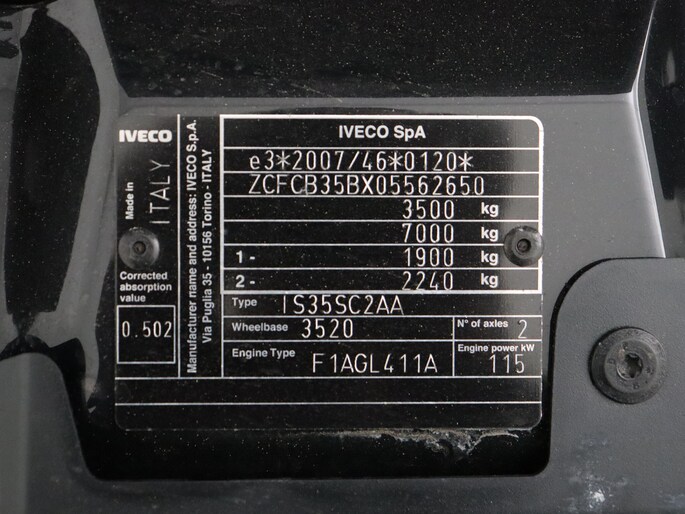 IVECO
Made in ITALY
Corrected
absorption
value
0.502
Manufacturer name and address: IVECO S.p.A.
Via Puglia 35 - 10156 Torino - ITALY
IVECO SpA
e3*2007/46*0120*
ZCFCB35BX05562650
3500 kg
7000 kg
1 - 1900 kg
2 - 2240 kg
Type IS35SC2AA
Wheelbase 3520 N° of axles 2
Engine Type F1AGL411A Engine power kW 115